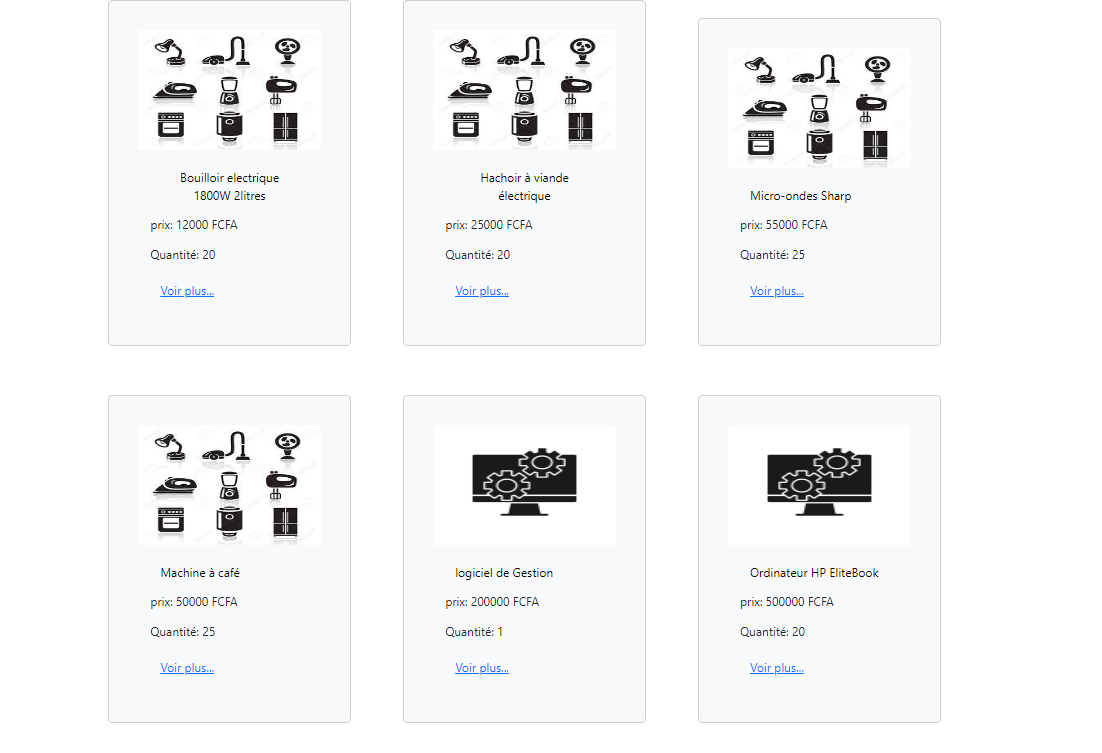 Bouilloir electrique
1800W 2litres
prix: 12000 FCFA
Quantité: 20
Voir plus...
Hachoir à viande
électrique
prix: 25000 FCFA
Quantité: 20
Voir plus...
Micro-ondes Sharp
prix: 55000 FCFA
Quantité: 25
Voir plus...
Machine à café
prix: 50000 FCFA
Quantité: 25
Voir plus...
logiciel de Gestion
prix: 200000 FCFA
Quantité: 1
Voir plus...
Ordinateur HP EliteBook
prix: 500000 FCFA
Quantité: 20
Voir plus...